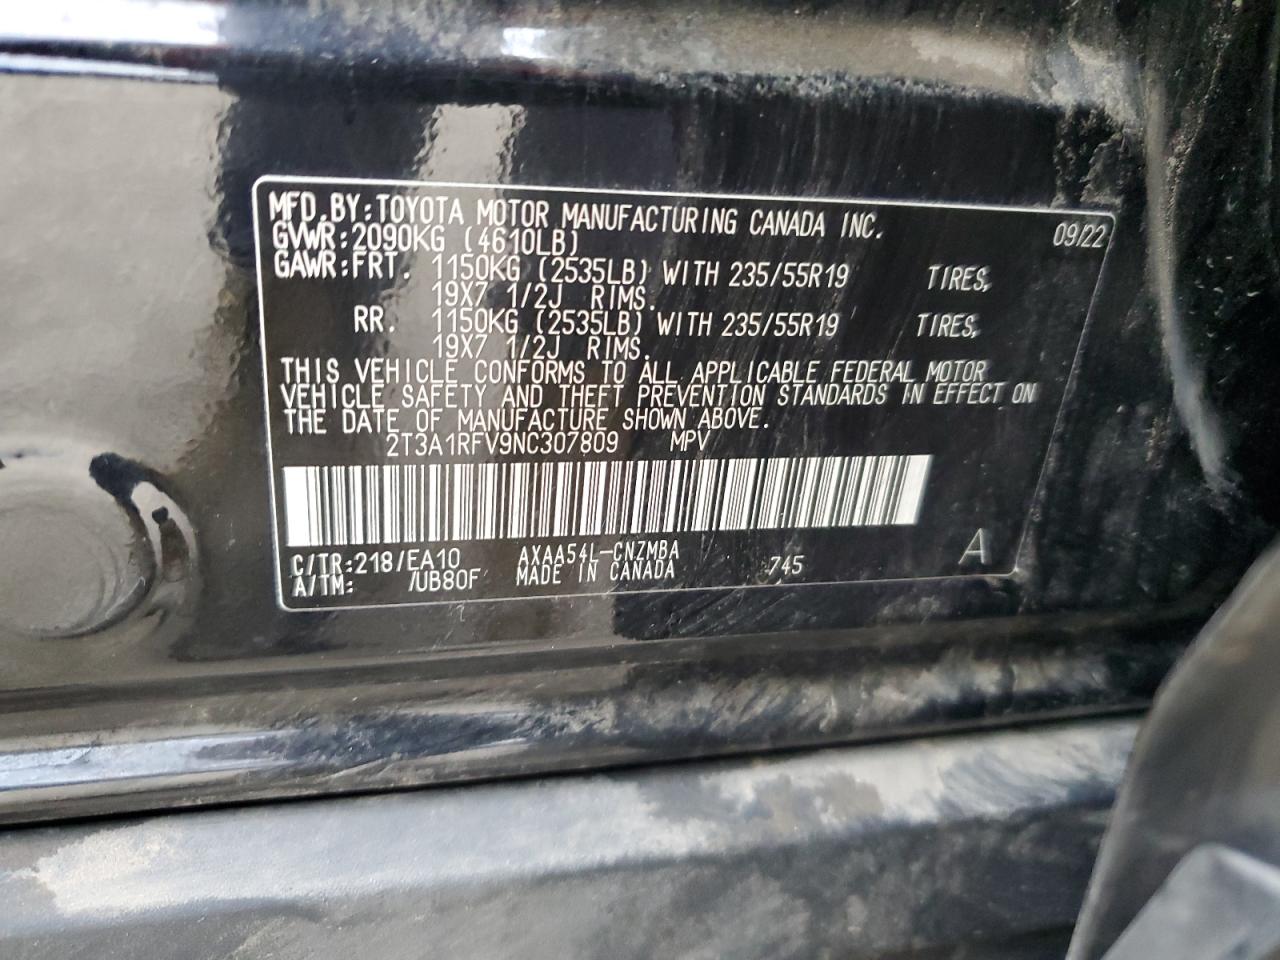 MFD.BY:TOYOTA MOTOR MANUFACTURING CANADA INC. 09/22
GVWR:2090KG (4610LB)
GAWR:FRT. 1150KG (2535LB) WITH 235/55R19 TIRES,
19X7 1/2J RIMS.
RR. 1150KG (2535LB) WITH 235/55R19 TIRES,
19X7 1/2J RIMS.
THIS VEHICLE CONFORMS TO ALL APPLICABLE FEDERAL MOTOR
VEHICLE SAFETY AND THEFT PREVENTION STANDARDS IN EFFECT ON
THE DATE OF MANUFACTURE SHOWN ABOVE.
2T3A1RFV9NC307809 MPV
C/TR:218/EA10 AXAA54L-CNZMBA 745 A
A/TM: /UB80F MADE IN CANADA